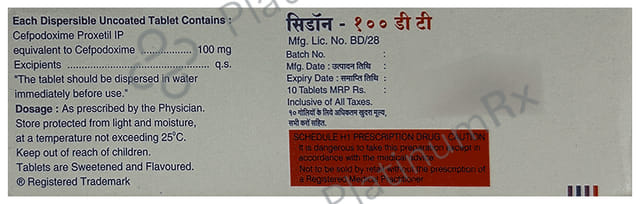 Each Dispersible Uncoated Tablet Contains :
Cefpodoxime Proxetil IP
equivalent to Cefpodoxime ............... 100 mg
Excipients ........................................ q.s.
"The tablet should be dispersed in water
immediately before use."
Dosage : As prescribed by the Physician.
Store protected from light and moisture,
at a temperature not exceeding 25°C.
Keep out of reach of children.
Tablets are Sweetened and Flavoured.
® Registered Trademark
सिडॉन - १०० डी टी
Mfg. Lic. No. BD/28
Batch No. :
Mfg. Date : उत्पादन तिथि :
Expiry Date : समाप्ति तिथि :
10 Tablets MRP Rs.
Inclusive of All Taxes.
१० गोलियों के लिये अधिकतम खुदरा मूल्य,
सभी करों सहित.
SCHEDULE H1 PRESCRIPTION DRUG - CAUTION
It is dangerous to take this preparation except in
accordance with the medical advice.
Not to be sold by retail without the prescription of
a Registered Medical Practitioner.
PlatinumRx